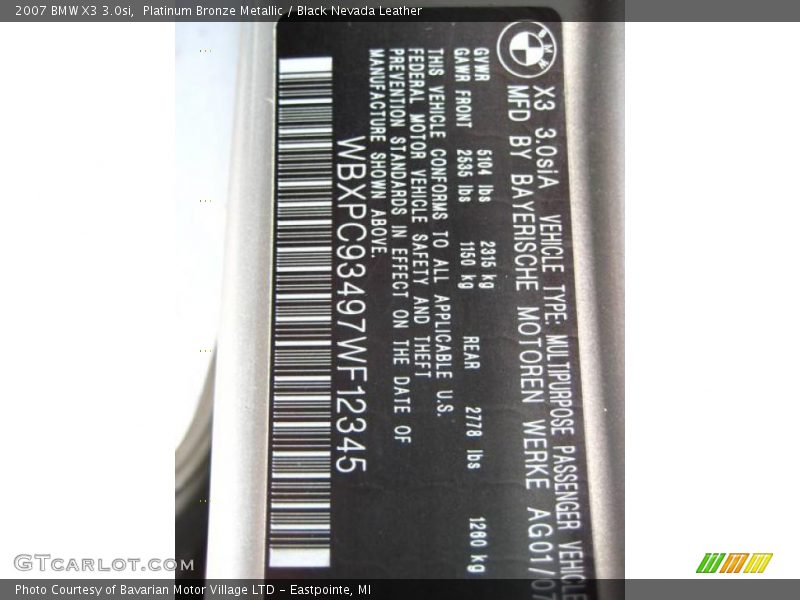 2007 BMW X3 3.0si,  Platinum Bronze Metallic / Black Nevada Leather
BMW
X3 3.0siA VEHICLE TYPE: MULTIPURPOSE PASSENGER VEHICLE
MFD BY BAYERISCHE MOTOREN WERKE AG01/07
GVWR 5104 lbs 2315 kg
GAWR FRONT 2535 lbs 1150 kg REAR 2778 lbs 1260 kg
THIS VEHICLE CONFORMS TO ALL APPLICABLE U.S.
FEDERAL MOTOR VEHICLE SAFETY AND THEFT
PREVENTION STANDARDS IN EFFECT ON THE DATE OF
MANUFACTURE SHOWN ABOVE.
WBXPC93497WF12345
GTCarLot.com
Photo Courtesy of Bavarian Motor Village LTD - Eastpointe, MI